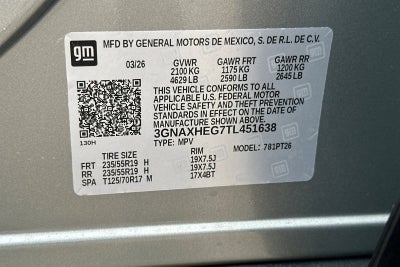 gm
MFD BY GENERAL MOTORS DE MEXICO, S. DE R.L. DE C.V.
03/26 GVWR GAWR FRT GAWR RR
2100 KG 1175 KG 1200 KG
4629 LB 2590 LB 2645 LB
THIS VEHICLE CONFORMS TO ALL
APPLICABLE U.S. FEDERAL MOTOR
VEHICLE SAFETY AND THEFT PREVENTION
STANDARDS IN EFFECT ON THE DATE OF
MANUFACTURE SHOWN ABOVE.
3GNAXHEG7TL451638
130H TYPE: MPV MODEL: 781PT26
TIRE SIZE RIM
FRT 235/55R19 H 19X7.5J
RR 235/55R19 H 19X7.5J
SPA T125/70R17 M 17X4BT